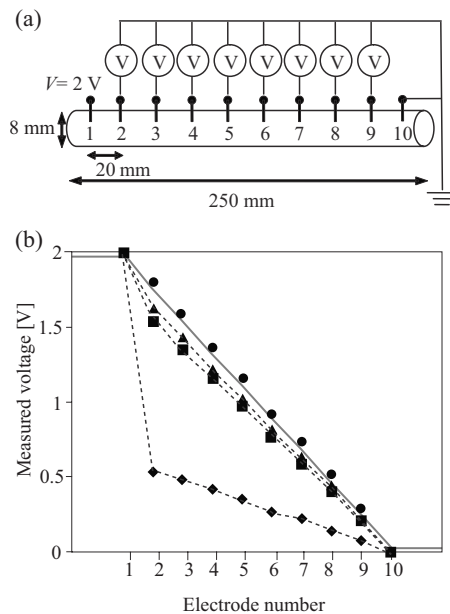 (a)
V V V V V V V V
V= 2 V
8 mm
1 2 3 4 5 6 7 8 9 10
20 mm
250 mm
(b)
2
1.5
1
0.5
0
Measured voltage [V]
1 2 3 4 5 6 7 8 9 10
Electrode number